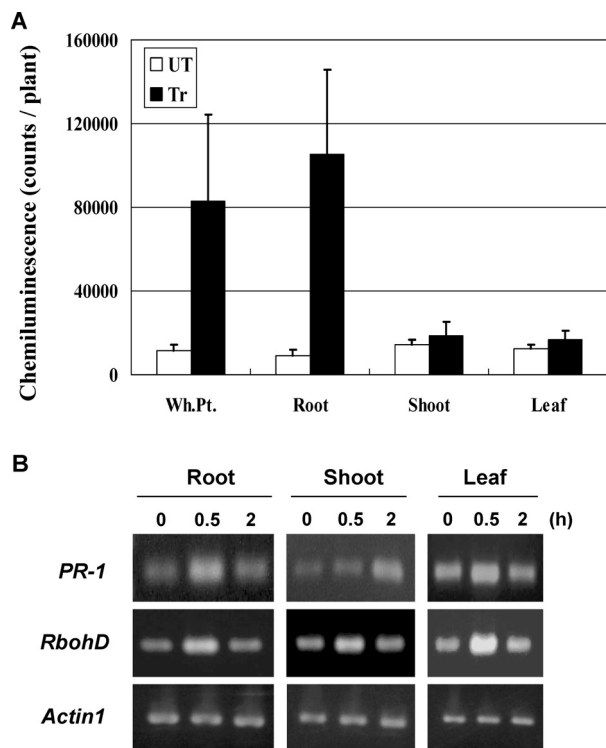 A
160000
UT
Tr
120000
80000
40000
0
Chemiluminescence (counts / plant)
Wh.Pt. Root Shoot Leaf
B
Root Shoot Leaf
0 0.5 2 0 0.5 2 0 0.5 2 (h)
PR-1
RbohD
Actin1